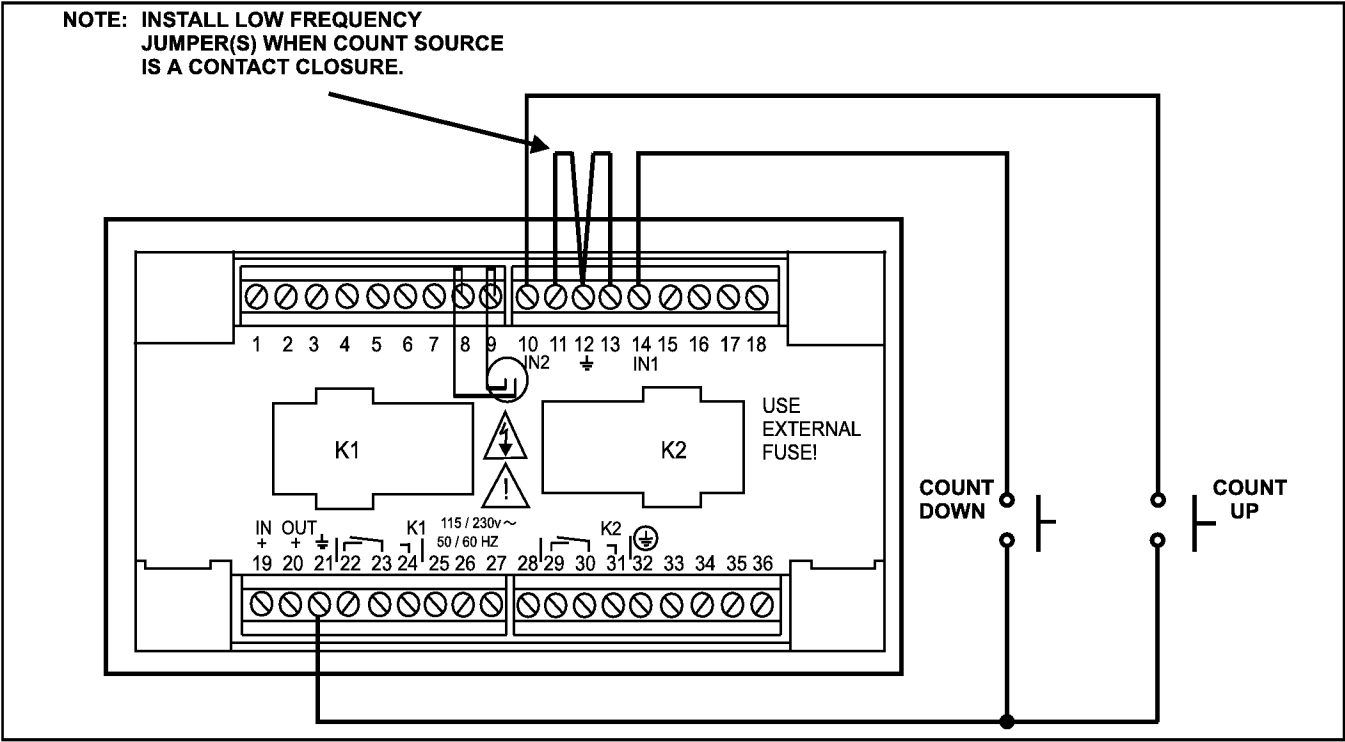 NOTE: INSTALL LOW FREQUENCY
JUMPER(S) WHEN COUNT SOURCE
IS A CONTACT CLOSURE.
1 2 3 4 5 6 7 8 9 10 11 12 13 14 15 16 17 18
IN2 IN1
K1
K2
USE
EXTERNAL
FUSE!
!
COUNT
DOWN
COUNT
UP
IN OUT K1 115 / 230v~ K2
+ + 50 / 60 HZ
19 20 21 22 23 24 25 26 27 28 29 30 31 32 33 34 35 36